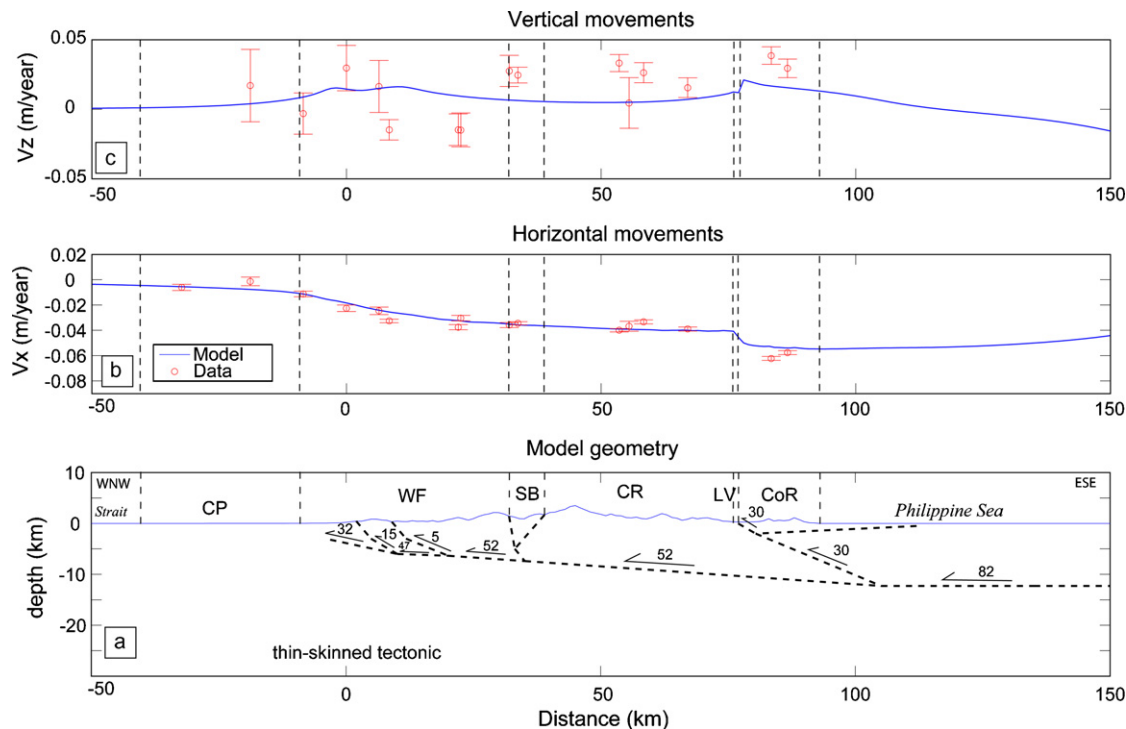 Vertical movements
0.05
0
-0.05
Vz (m/year)
c
-50 0 50 100 150
Horizontal movements
0.02
0
-0.02
-0.04
-0.06
-0.08
Vx (m/year)
b
Model
Data
-50 0 50 100 150
Model geometry
10
0
-10
-20
-30
depth (km)
WNW
ESE
Strait
CP
WF
SB
CR
LV
CoR
Philippine Sea
32
15
47
5
52
52
30
30
82
a
thin-skinned tectonic
-50 0 50 100 150
Distance (km)